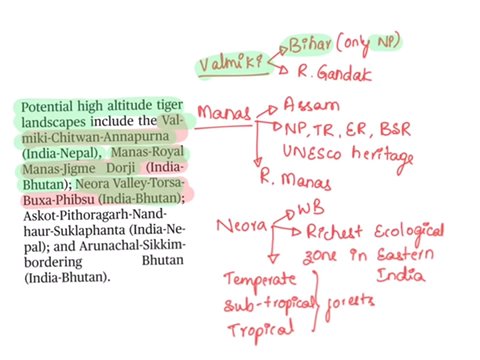 Potential high altitude tiger
landscapes include the Val-
miki-Chitwan-Annapurna
(India-Nepal), Manas-Royal
Manas-Jigme Dorji (India-
Bhutan); Neora Valley-Torsa-
Buxa-Phibsu (India-Bhutan);
Askot-Pithoragarh-Nand-
haur-Suklaphanta (India-Ne-
pal); and Arunachal-Sikkim-
bordering Bhutan
(India-Bhutan).
Valmiki
Bihar (only NP)
R. Gandak
Manas
Assam
NP, TR, ER, BSR
UNESCO heritage
R. Manas
Neora
WB
Richest Ecological
zone in Eastern
India
Temperate
Sub-tropical
Tropical
forests